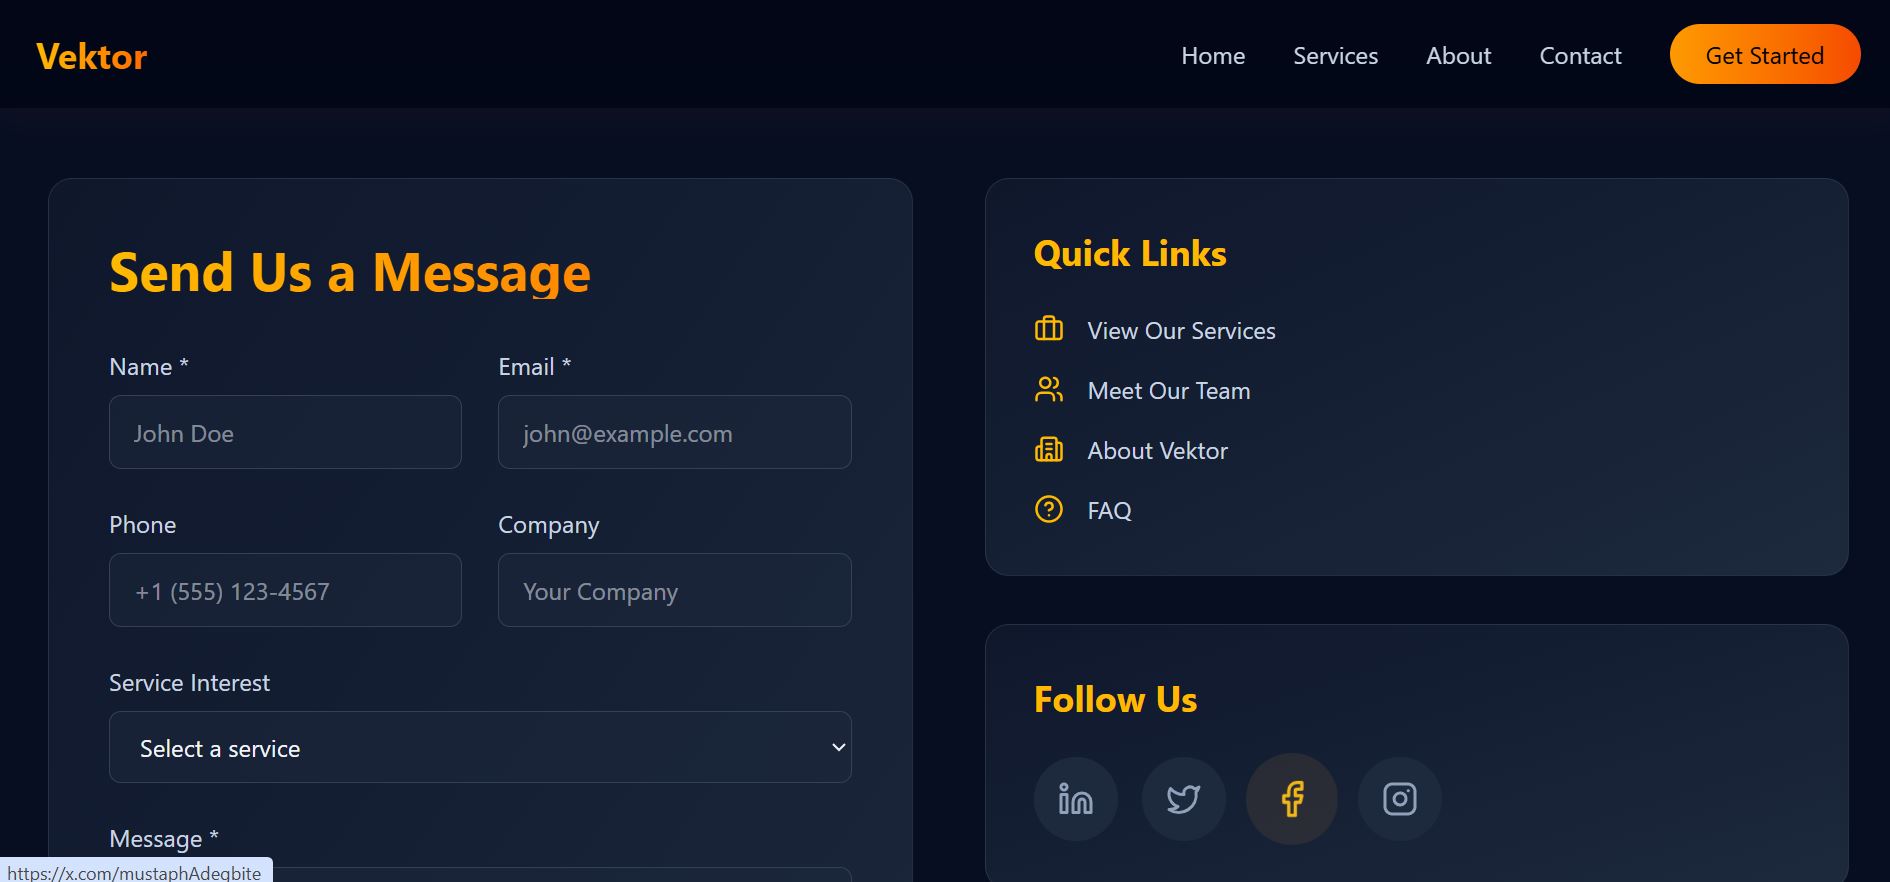 Vektor
Home Services About Contact Get Started
Send Us a Message
Name * Email *
John Doe john@example.com
Phone Company
+1 (555) 123-4567 Your Company
Service Interest
Select a service
Message *
Quick Links
View Our Services
Meet Our Team
About Vektor
FAQ
Follow Us
https://x.com/mustaphAdegbite